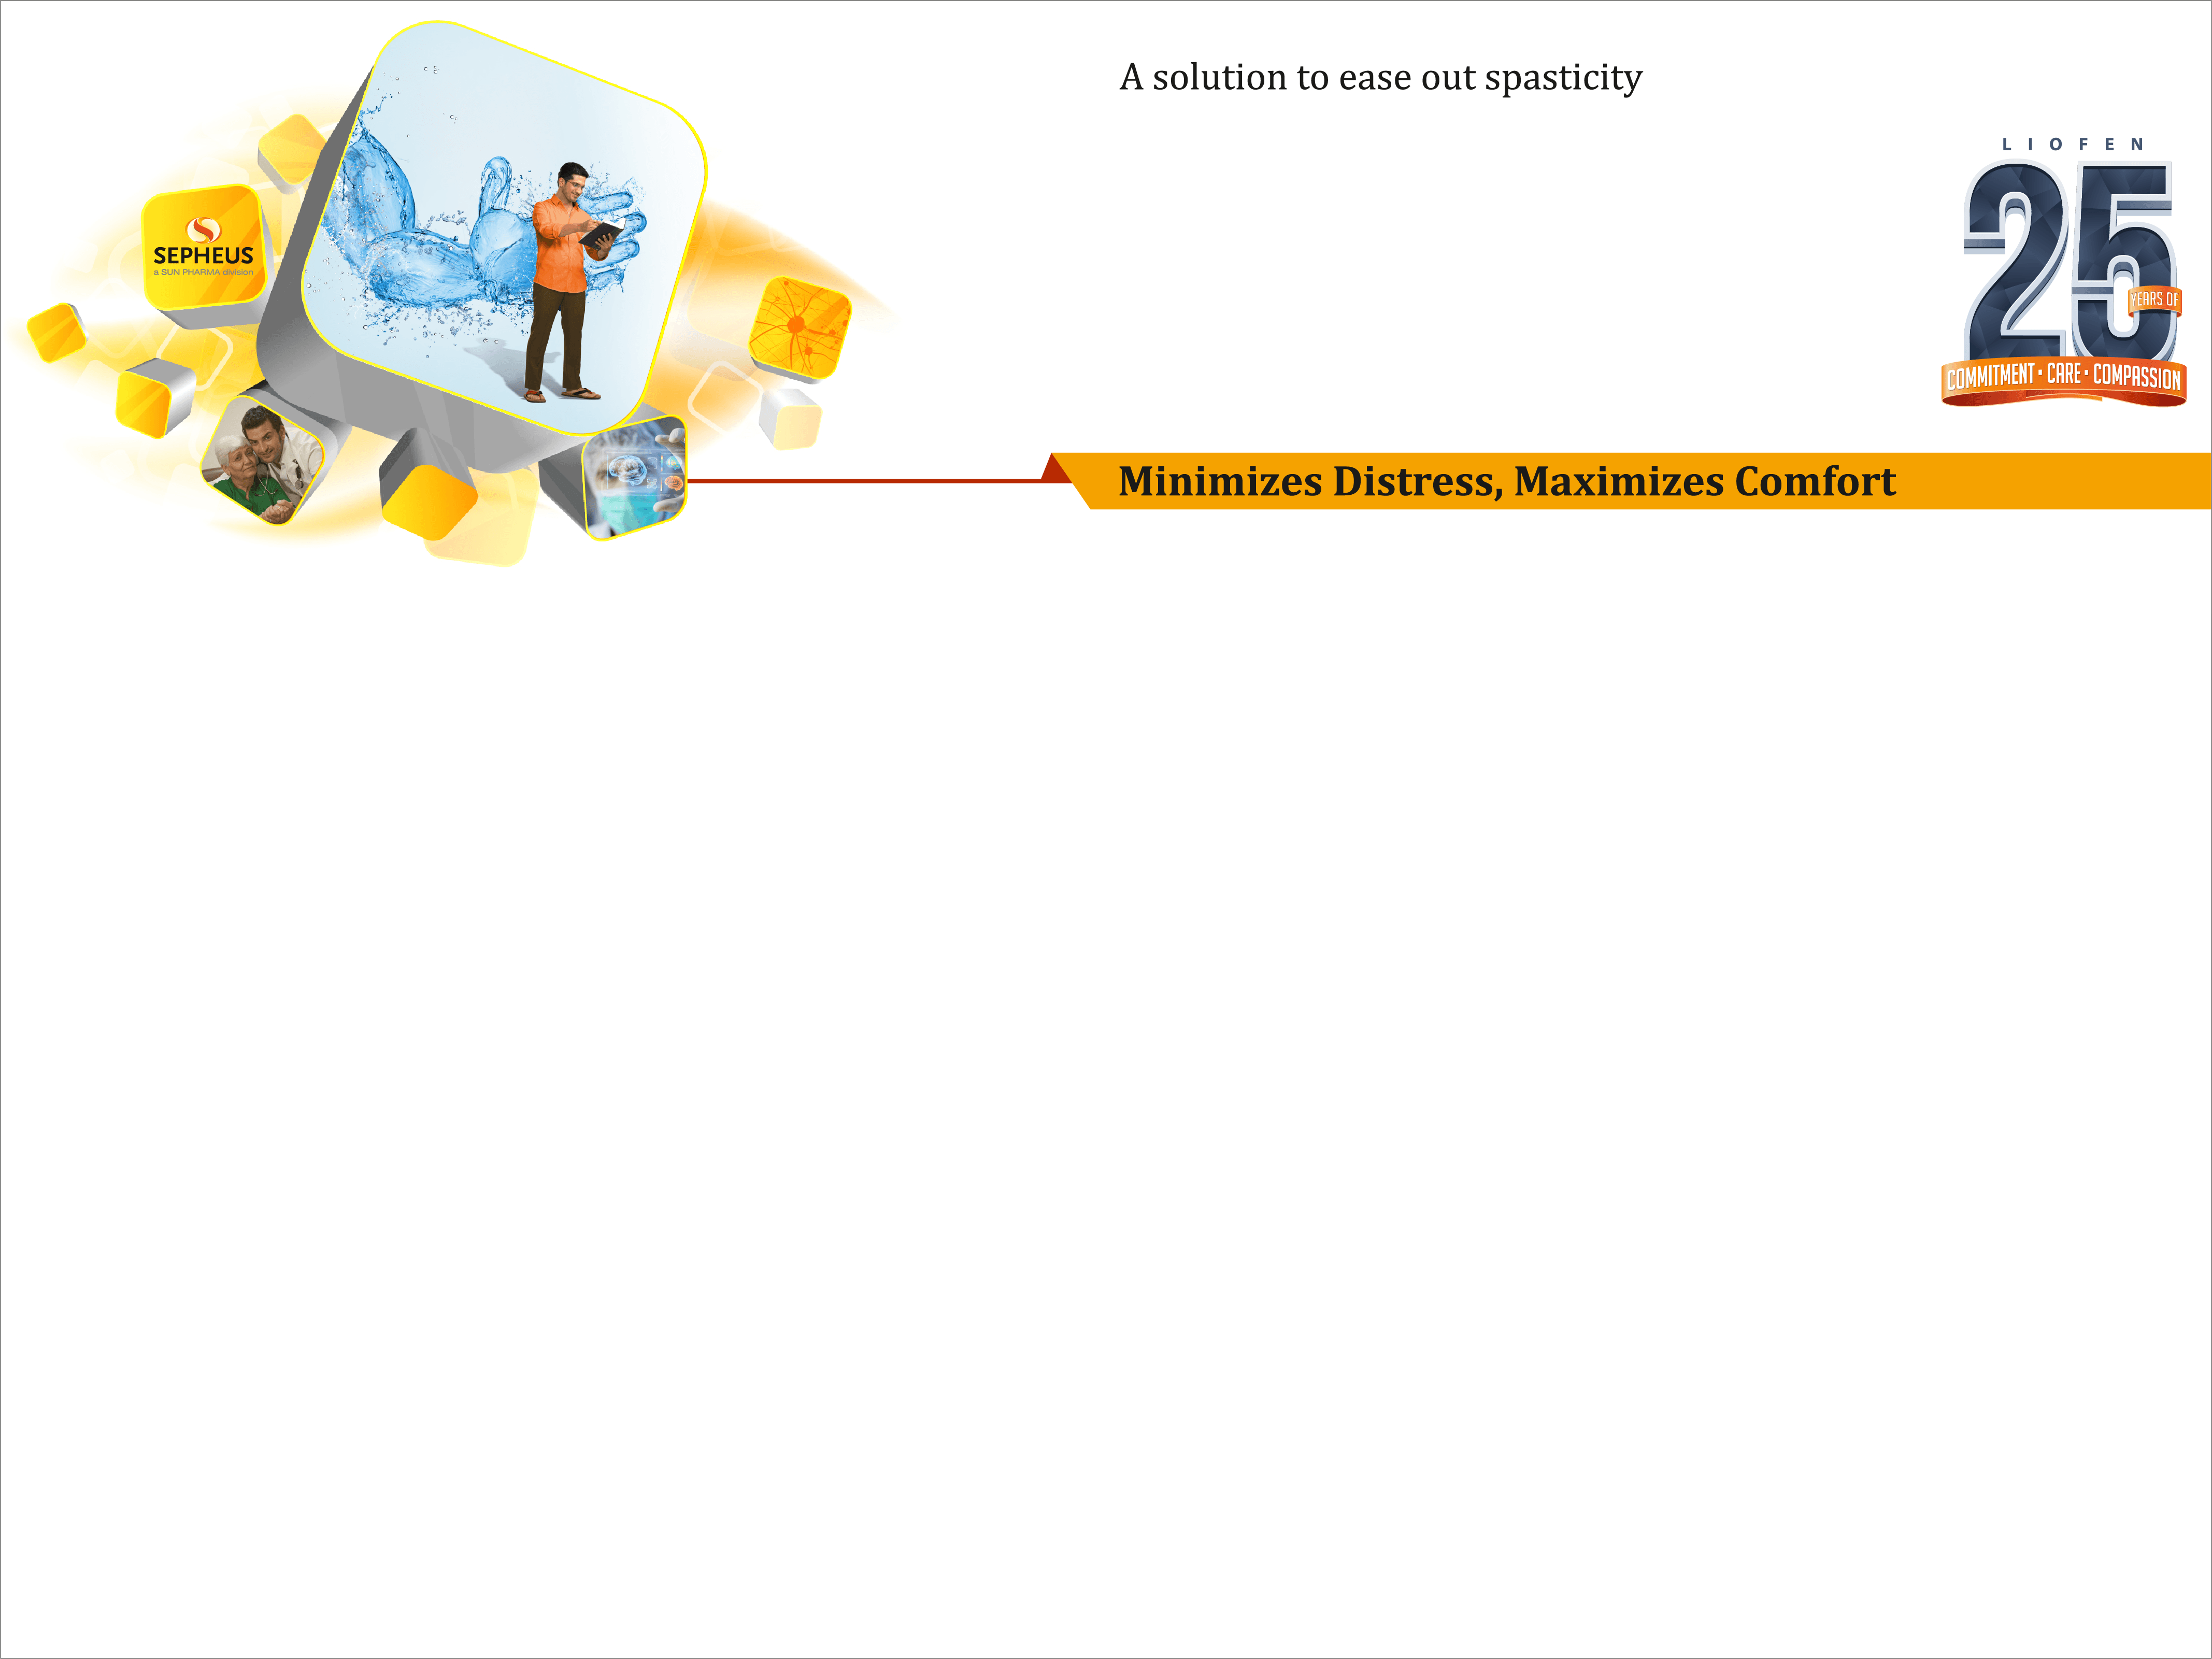 A solution to ease out spasticity
LIOFEN
25
YEARS OF
COMMITMENT • CARE • COMPASSION
SEPHEUS
a SUN PHARMA division
Minimizes Distress, Maximizes Comfort